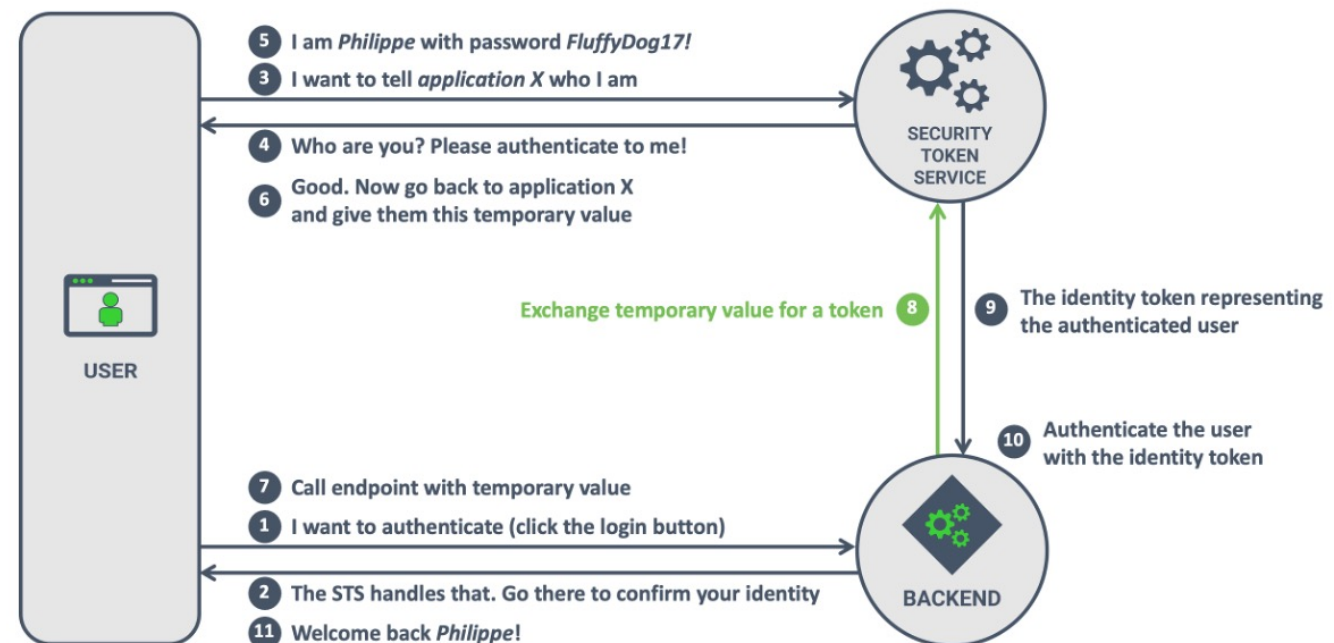 5 I am Philippe with password FluffyDog17!
3 I want to tell application X who I am
4 Who are you? Please authenticate to me!
6 Good. Now go back to application X
and give them this temporary value
SECURITY
TOKEN
SERVICE
USER
Exchange temporary value for a token 8
9 The identity token representing
the authenticated user
10 Authenticate the user
with the identity token
7 Call endpoint with temporary value
1 I want to authenticate (click the login button)
2 The STS handles that. Go there to confirm your identity
11 Welcome back Philippe!
BACKEND